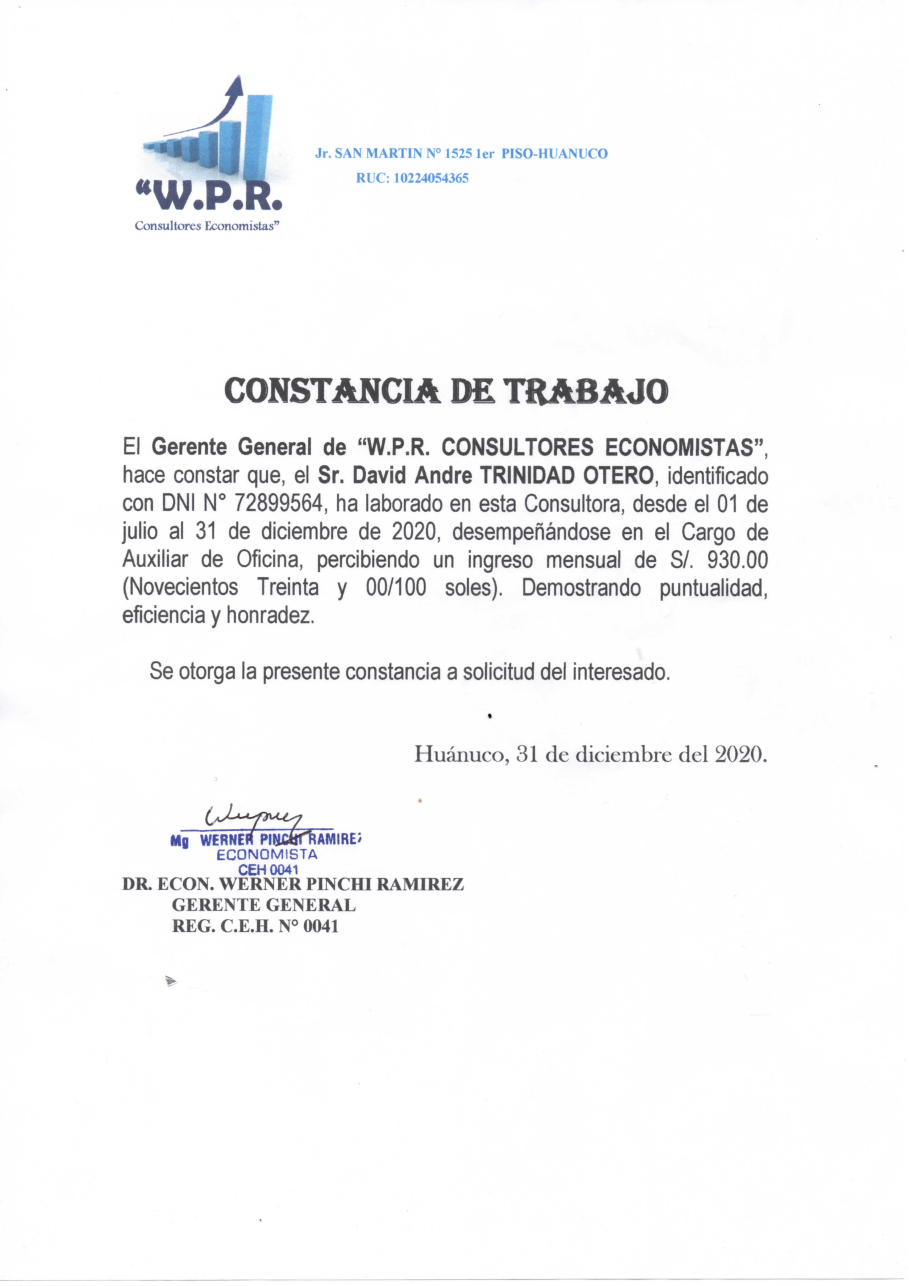 Jr. SAN MARTIN Nº 1525 1er PISO-HUANUCO
RUC: 10224054365
“W.P.R.
Consultores Economistas”
CONSTANCIA DE TRABAJO
El Gerente General de “W.P.R. CONSULTORES ECONOMISTAS”,
hace constar que, el Sr. David Andre TRINIDAD OTERO, identificado
con DNI N° 72899564, ha laborado en esta Consultora, desde el 01 de
julio al 31 de diciembre de 2020, desempeñándose en el Cargo de
Auxiliar de Oficina, percibiendo un ingreso mensual de S/. 930.00
(Novecientos Treinta y 00/100 soles). Demostrando puntualidad,
eficiencia y honradez.
Se otorga la presente constancia a solicitud del interesado.
Huánuco, 31 de diciembre del 2020.
Mg WERNER PINCHI RAMIREZ
ECONOMISTA
CEH 0041
DR. ECON. WERNER PINCHI RAMIREZ
GERENTE GENERAL
REG. C.E.H. Nº 0041